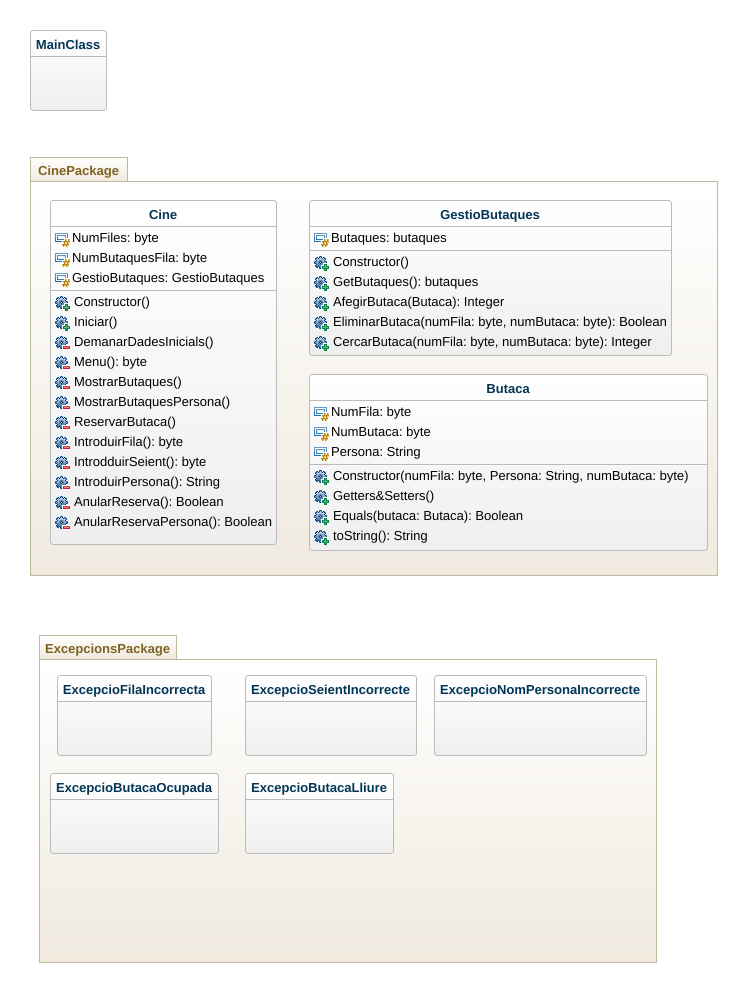 MainClass
CinePackage
Cine
NumFiles: byte
NumButaquesFila: byte
GestioButaques: GestioButaques
Constructor()
Iniciar()
DemanarDadesInicials()
Menu(): byte
MostrarButaques()
MostrarButaquesPersona()
ReservarButaca()
IntroduirFila(): byte
IntrodduirSeient(): byte
IntroduirPersona(): String
AnularReserva(): Boolean
AnularReservaPersona(): Boolean
GestioButaques
Butaques: butaques
Constructor()
GetButaques(): butaques
AfegirButaca(Butaca): Integer
EliminarButaca(numFila: byte, numButaca: byte): Boolean
CercarButaca(numFila: byte, numButaca: byte): Integer
Butaca
NumFila: byte
NumButaca: byte
Persona: String
Constructor(numFila: byte, Persona: String, numButaca: byte)
Getters&Setters()
Equals(butaca: Butaca): Boolean
toString(): String
ExcepcionsPackage
ExcepcioFilaIncorrecta
ExcepcioSeientIncorrecte
ExcepcioNomPersonaIncorrecte
ExcepcioButacaOcupada
ExcepcioButacaLliure